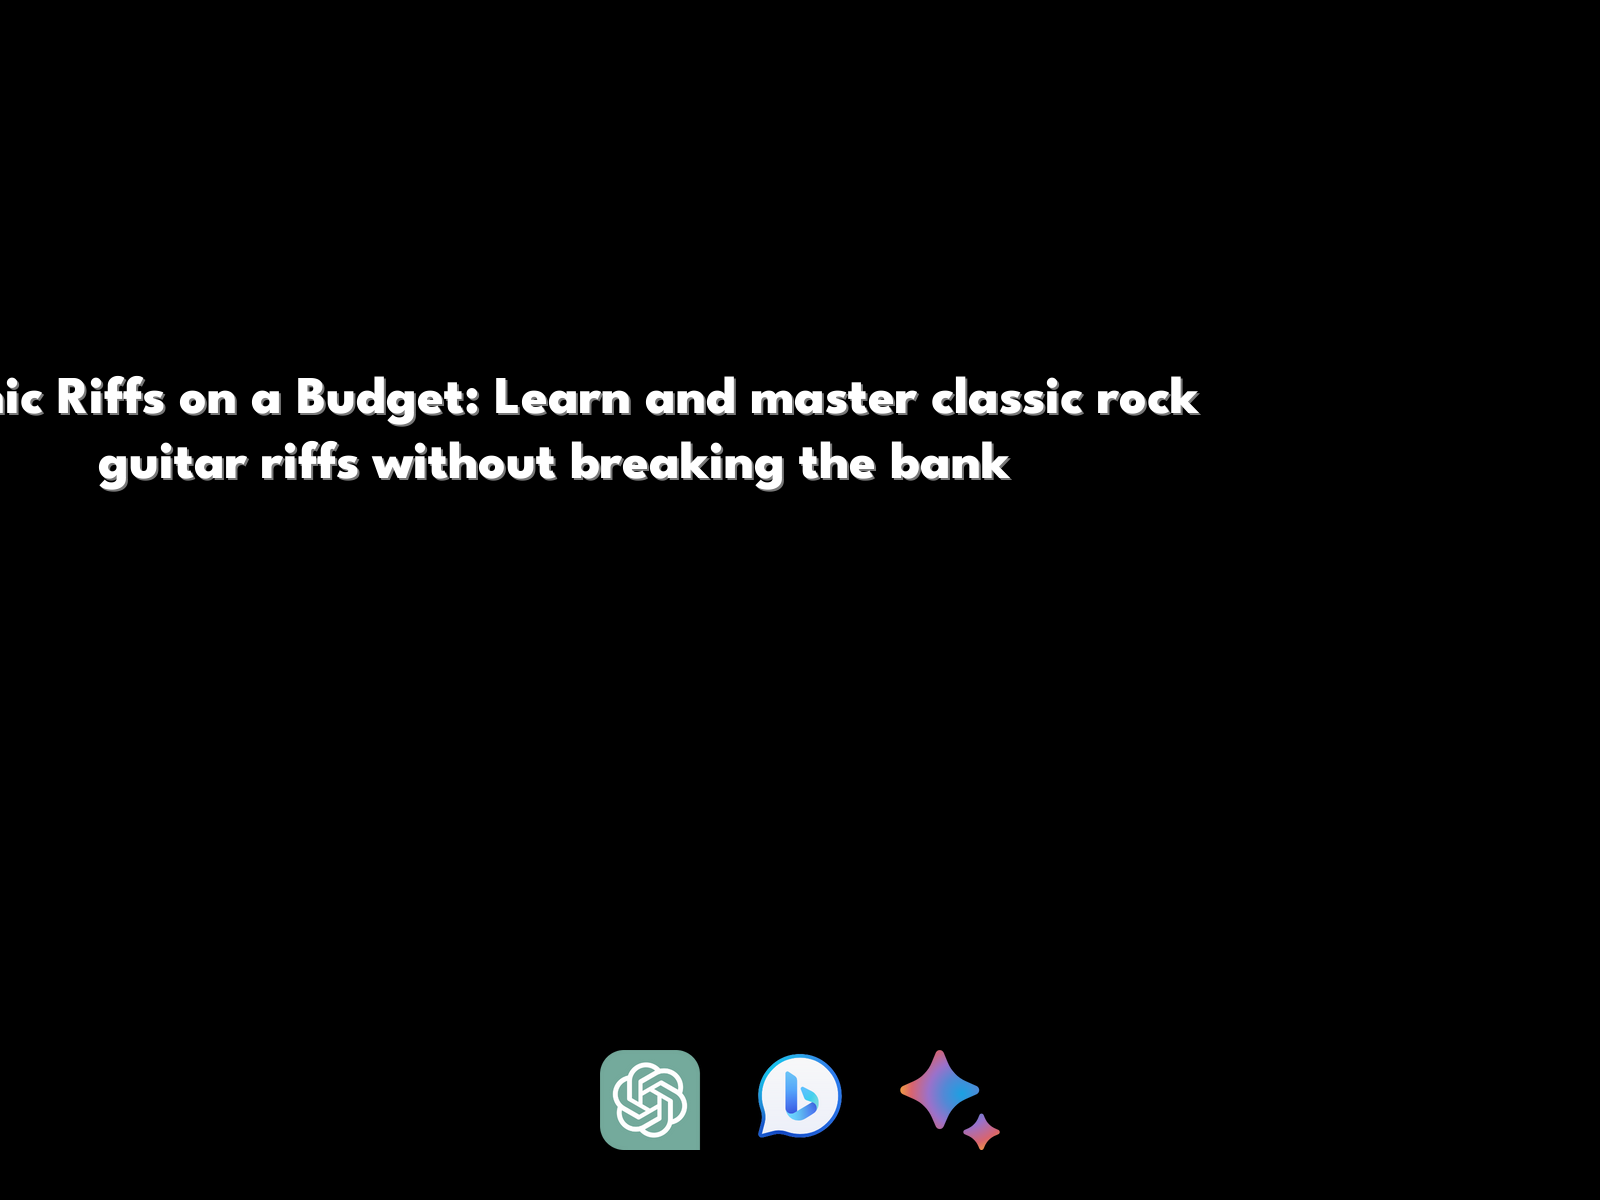 ic Riffs on a Budget: Learn and master classic rock
guitar riffs without breaking the bank